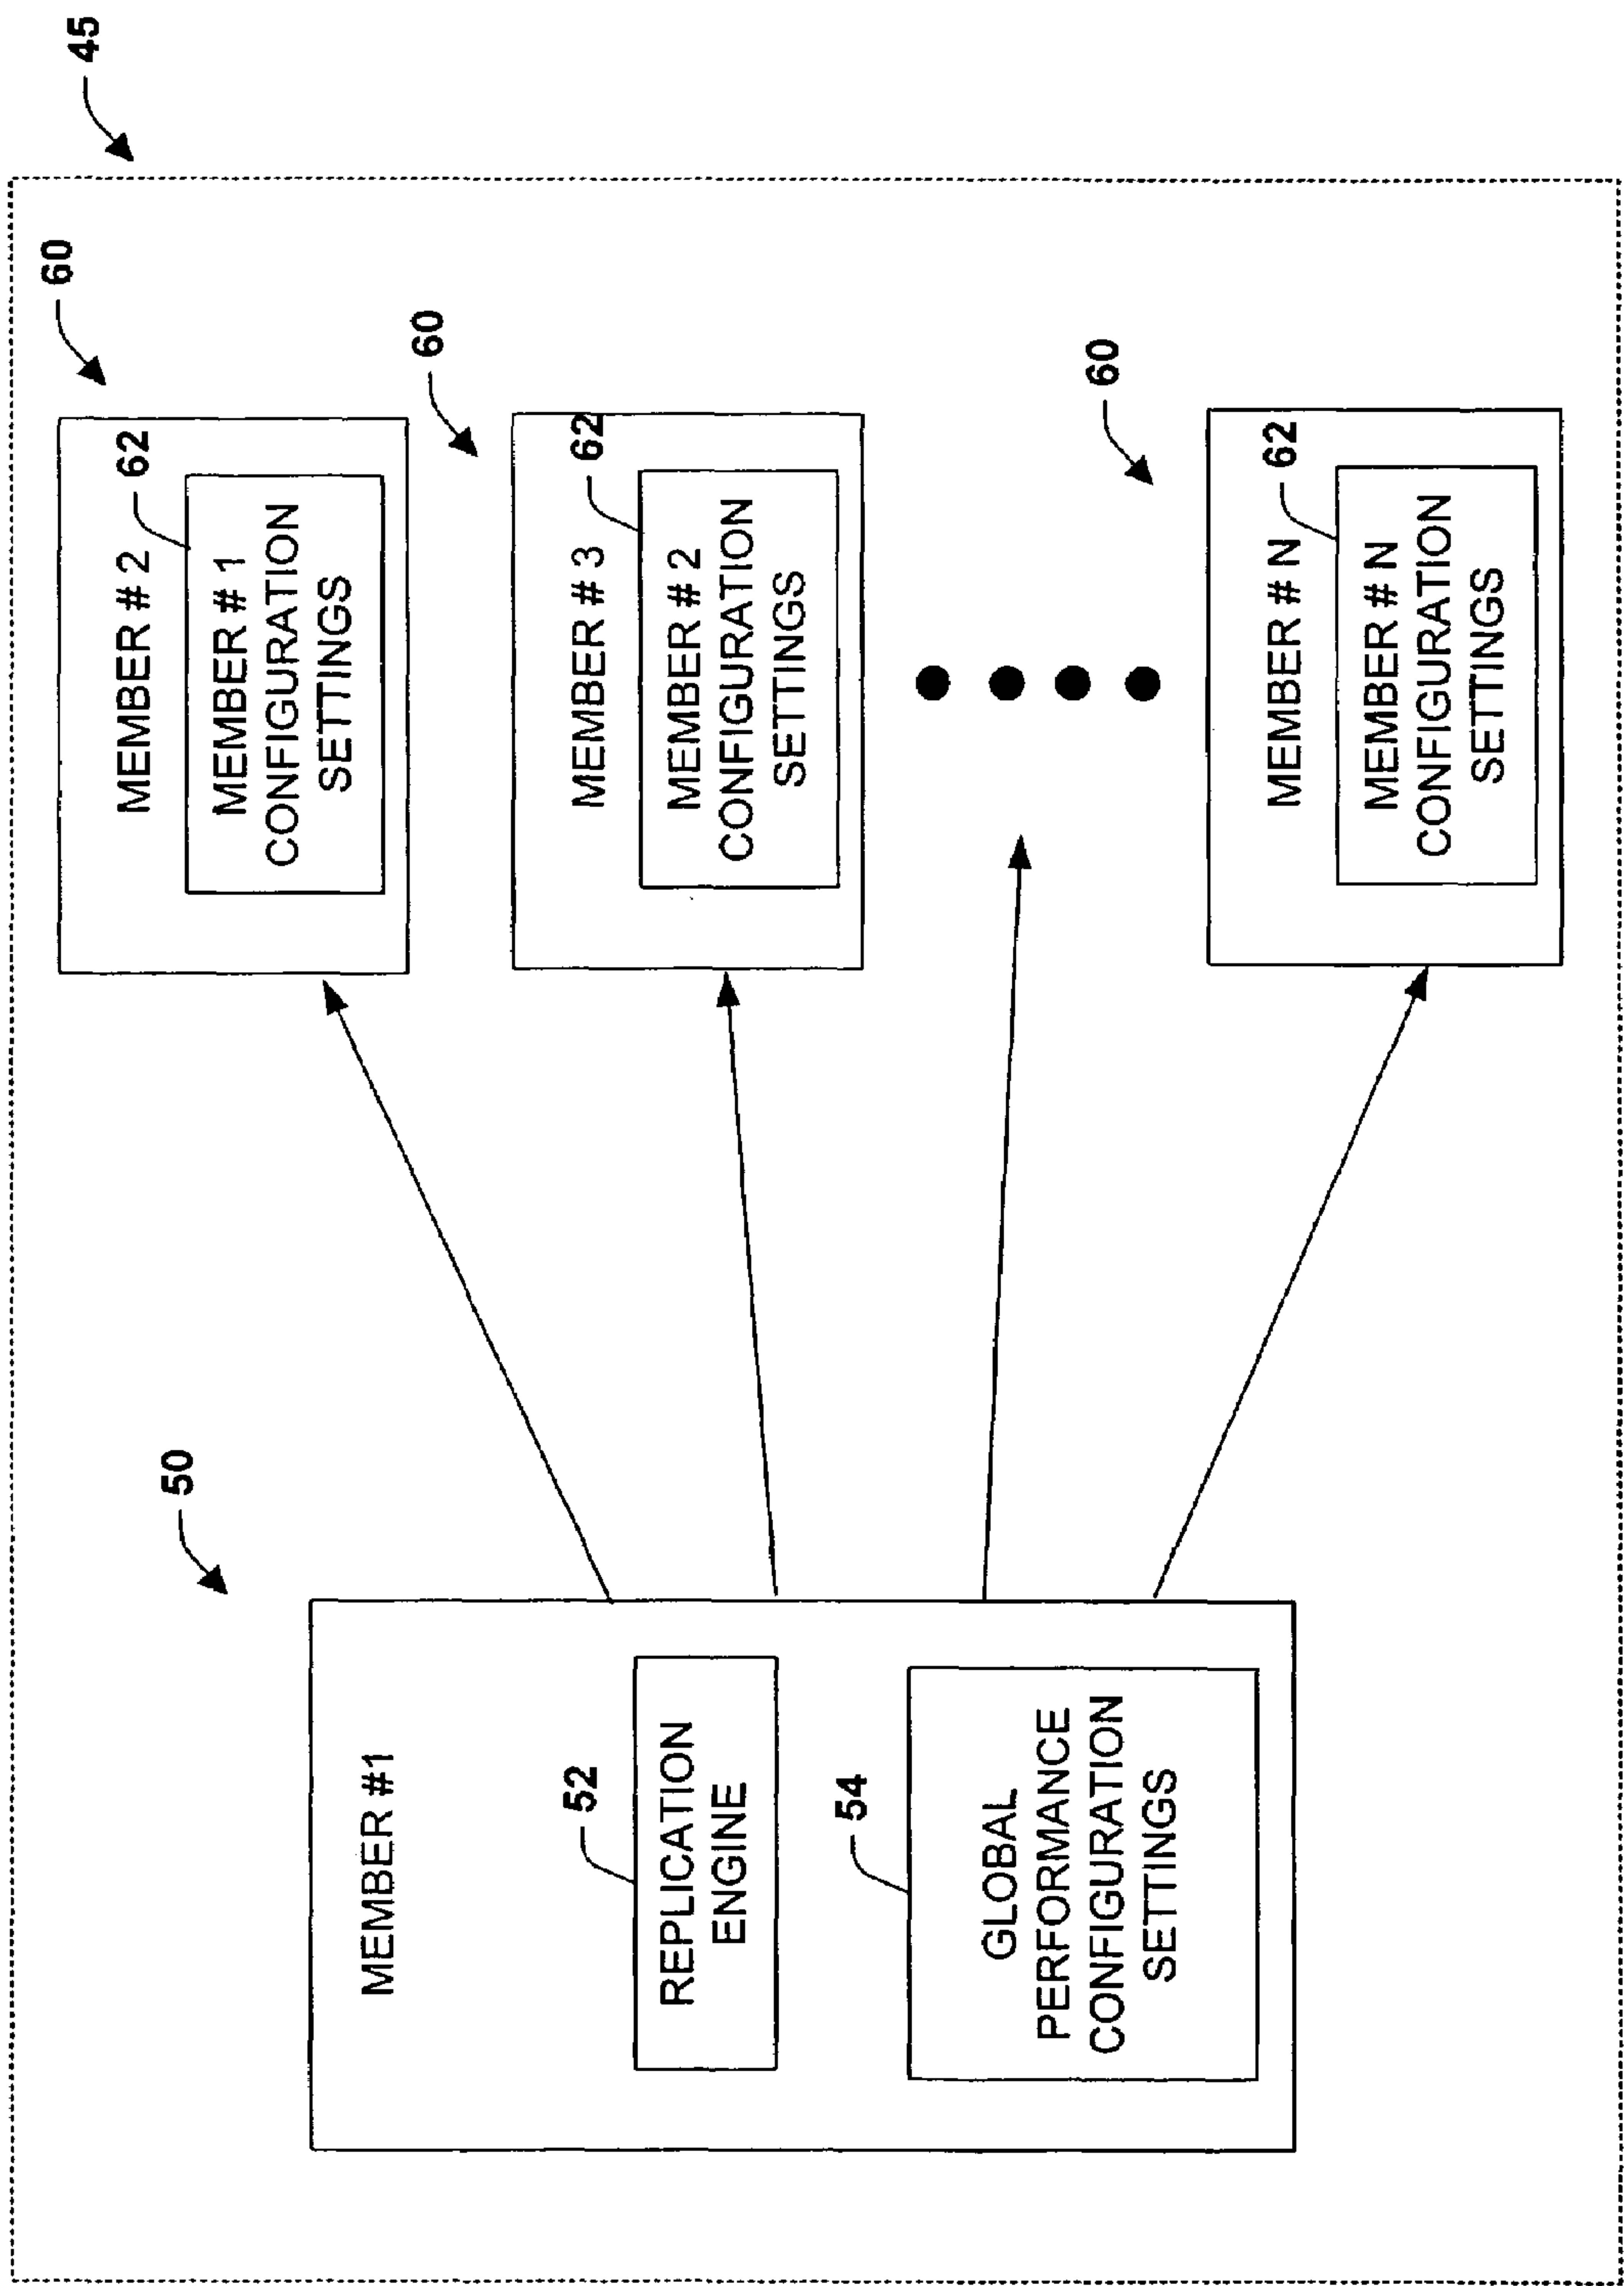 45
50
MEMBER #1
52
REPLICATION
ENGINE
54
GLOBAL
PERFORMANCE
CONFIGURATION
SETTINGS
60
MEMBER # 2
62
MEMBER # 1
CONFIGURATION
SETTINGS
60
MEMBER # 3
62
MEMBER # 2
CONFIGURATION
SETTINGS
60
MEMBER # N
62
MEMBER # N
CONFIGURATION
SETTINGS